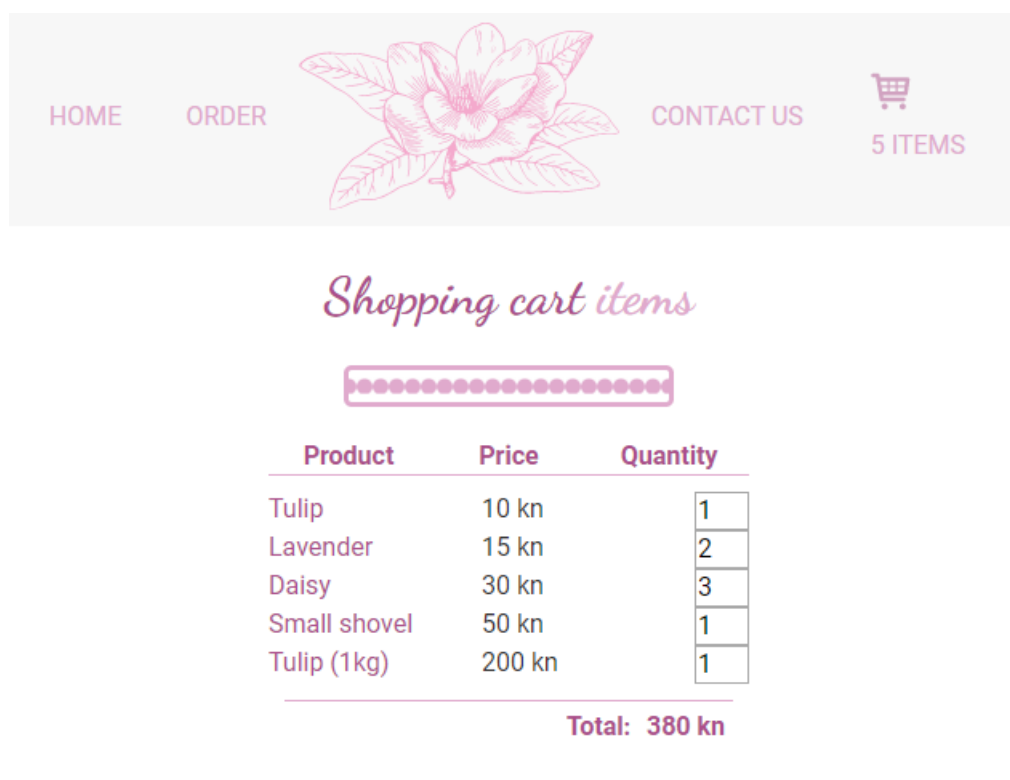 HOME ORDER CONTACT US 5 ITEMS
Shopping cart items
Product Price Quantity
Tulip 10 kn 1
Lavender 15 kn 2
Daisy 30 kn 3
Small shovel 50 kn 1
Tulip (1kg) 200 kn 1
Total: 380 kn